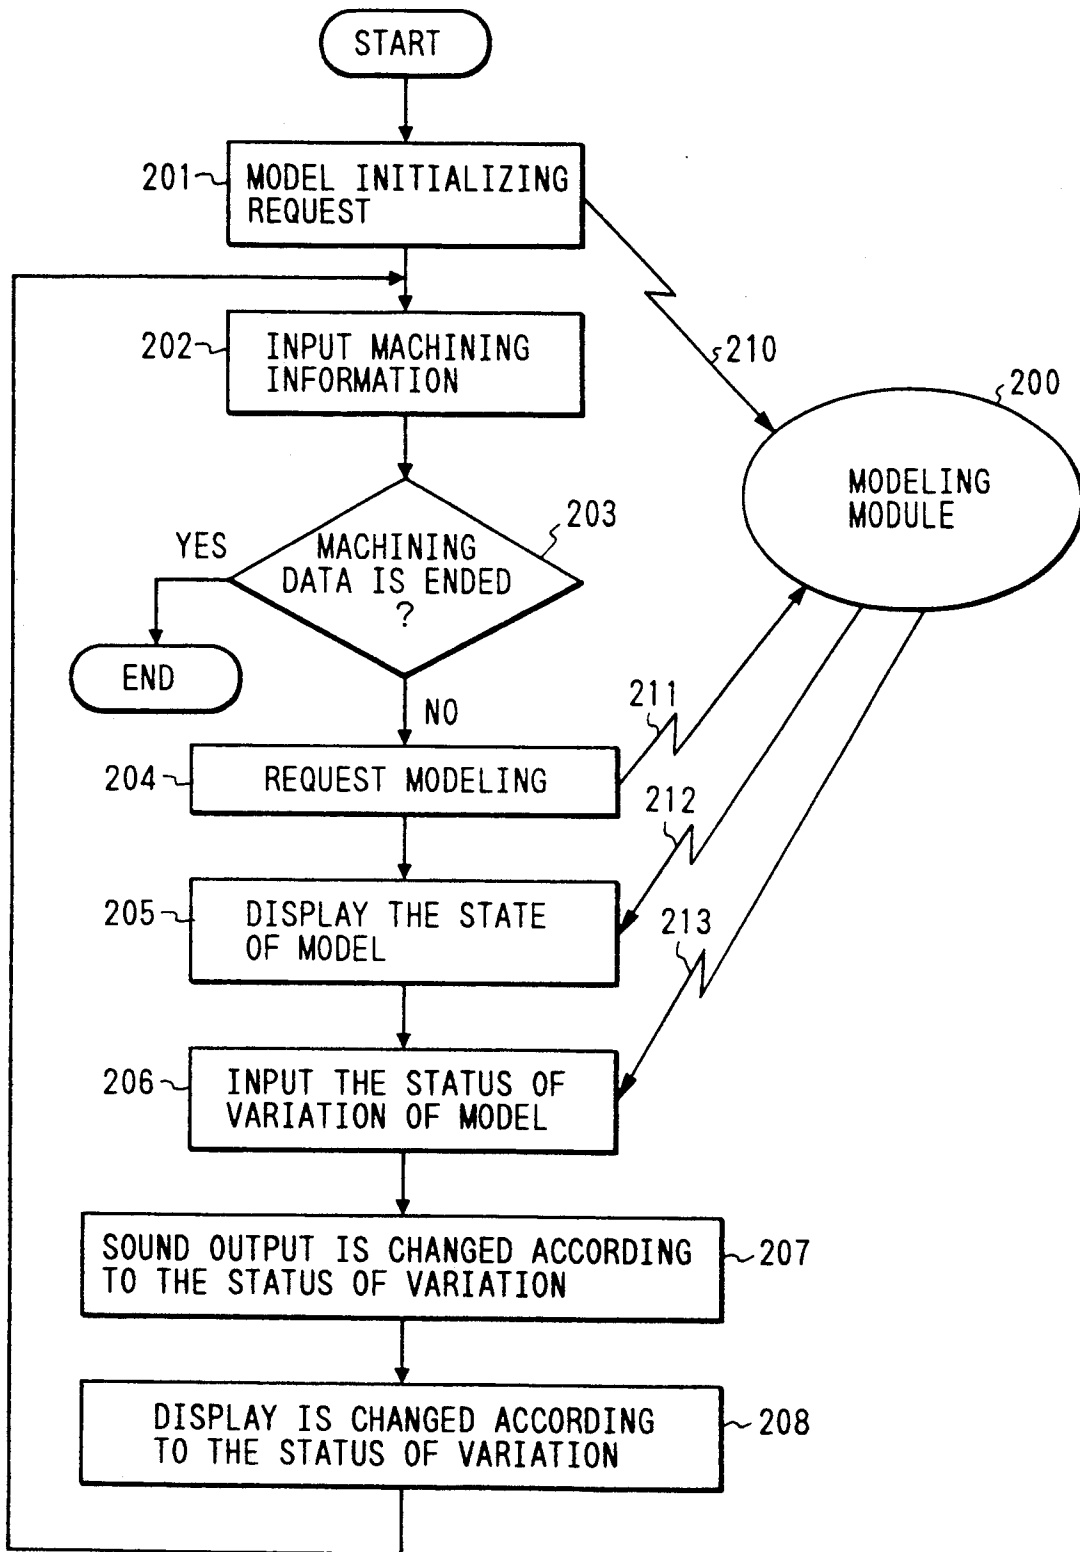 START
201
MODEL INITIALIZING
REQUEST
202
INPUT MACHINING
INFORMATION
210
200
MODELING
MODULE
203
YES
MACHINING
DATA IS ENDED
?
END
NO
211
204
REQUEST MODELING
212
205
DISPLAY THE STATE
OF MODEL
213
206
INPUT THE STATUS OF
VARIATION OF MODEL
SOUND OUTPUT IS CHANGED ACCORDING
TO THE STATUS OF VARIATION
207
DISPLAY IS CHANGED ACCORDING
TO THE STATUS OF VARIATION
208